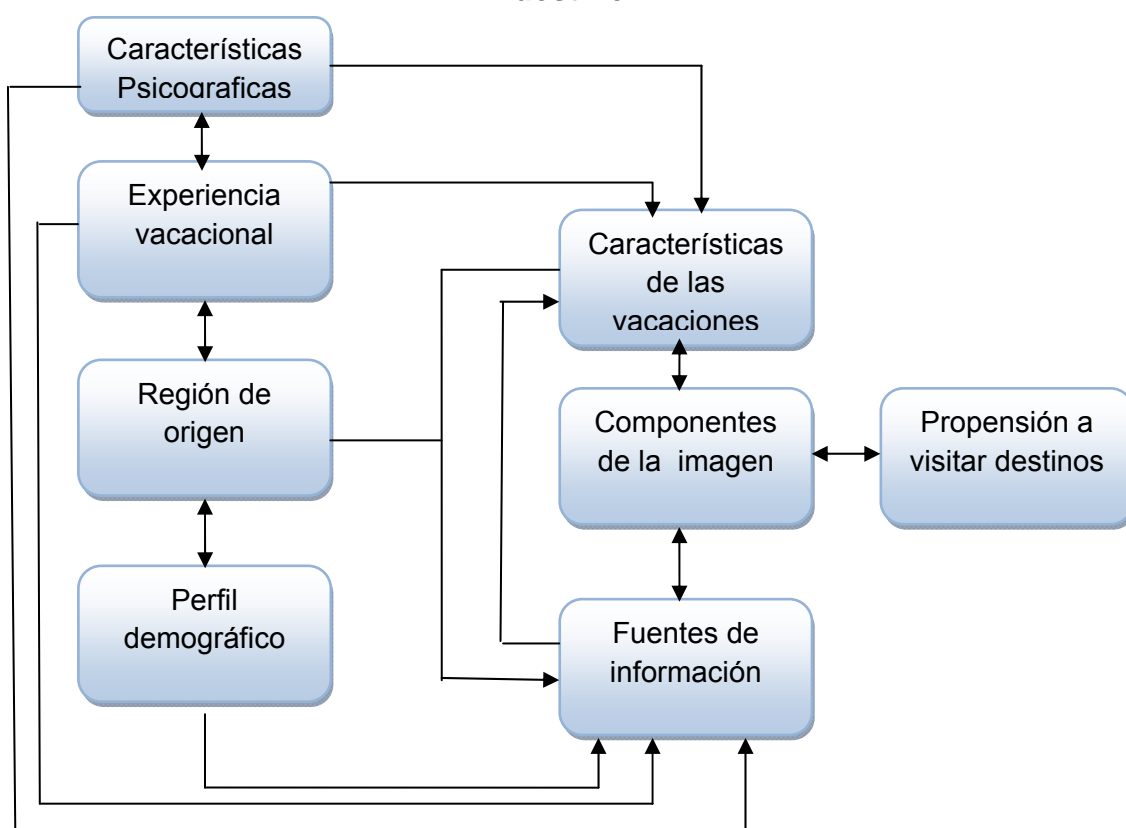 Características
Psicograficas
Experiencia
vacacional
Región de
origen
Perfil
demográfico
Características
de las
vacaciones
Componentes
de la imagen
Fuentes de
información
Propensión a
visitar destinos